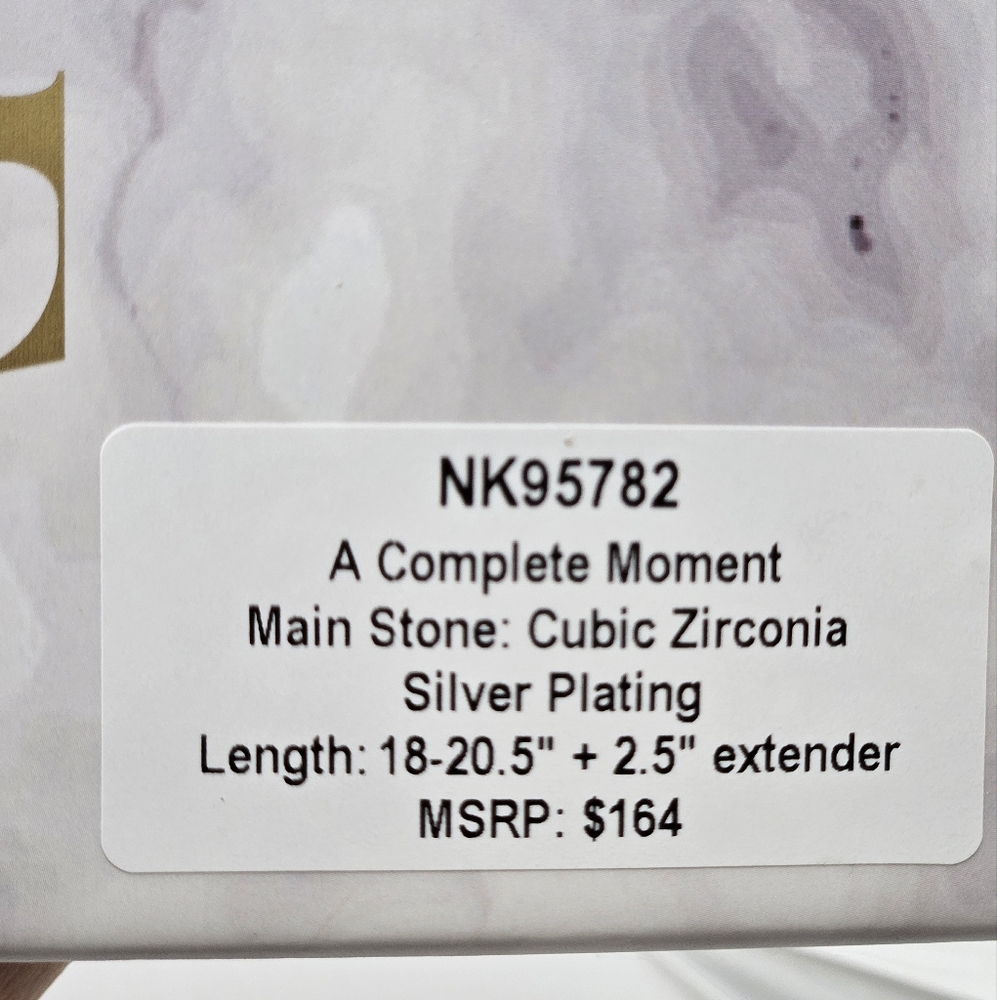 NK95782
A Complete Moment
Main Stone: Cubic Zirconia
Silver Plating
Length: 18-20.5" + 2.5" extender
MSRP: $164